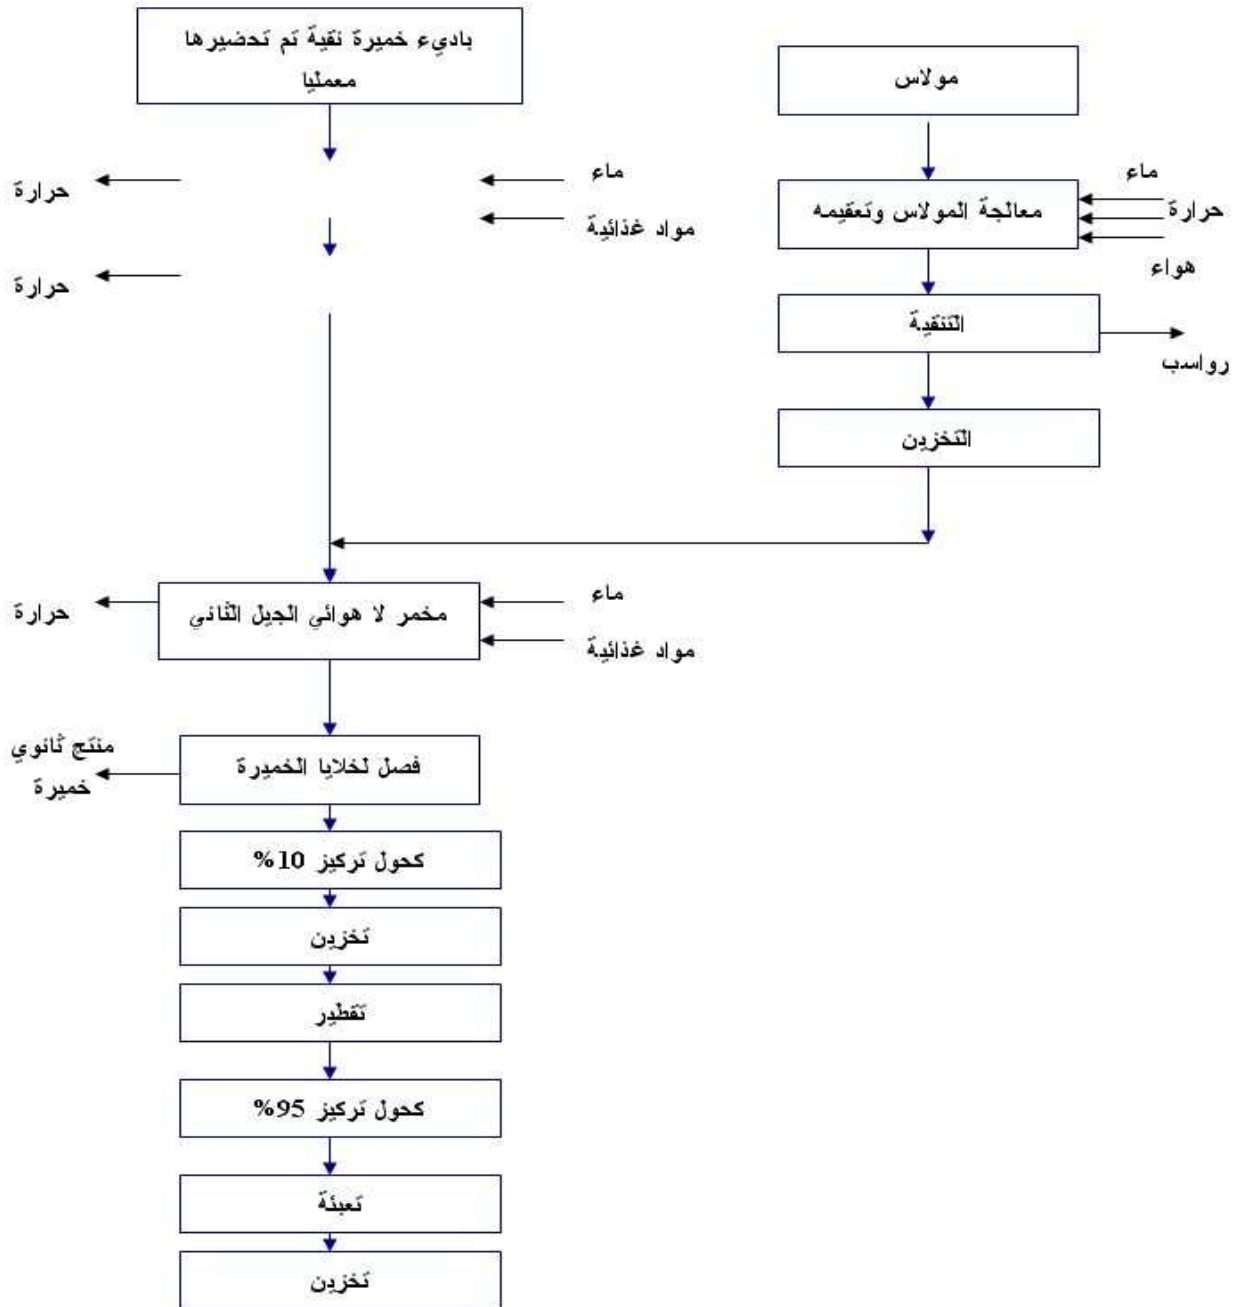 باديء خميرة نقية تم تحضيرها
معمليا
مولاس
حرارة
ماء
مواد غذائية
حرارة
ماء
حرارة
هواء
معالجة المولاس وتعقيمه
التنقية
رواسب
التخزين
مخمر لا هوائي الجيل الثاني
ماء
مواد غذائية
حرارة
فصل لخلايا الخميرة
منتج ثانوي
خميرة
كحول تركيز 10%
تخزين
تقطير
كحول تركيز 95%
تعبئة
تخزين